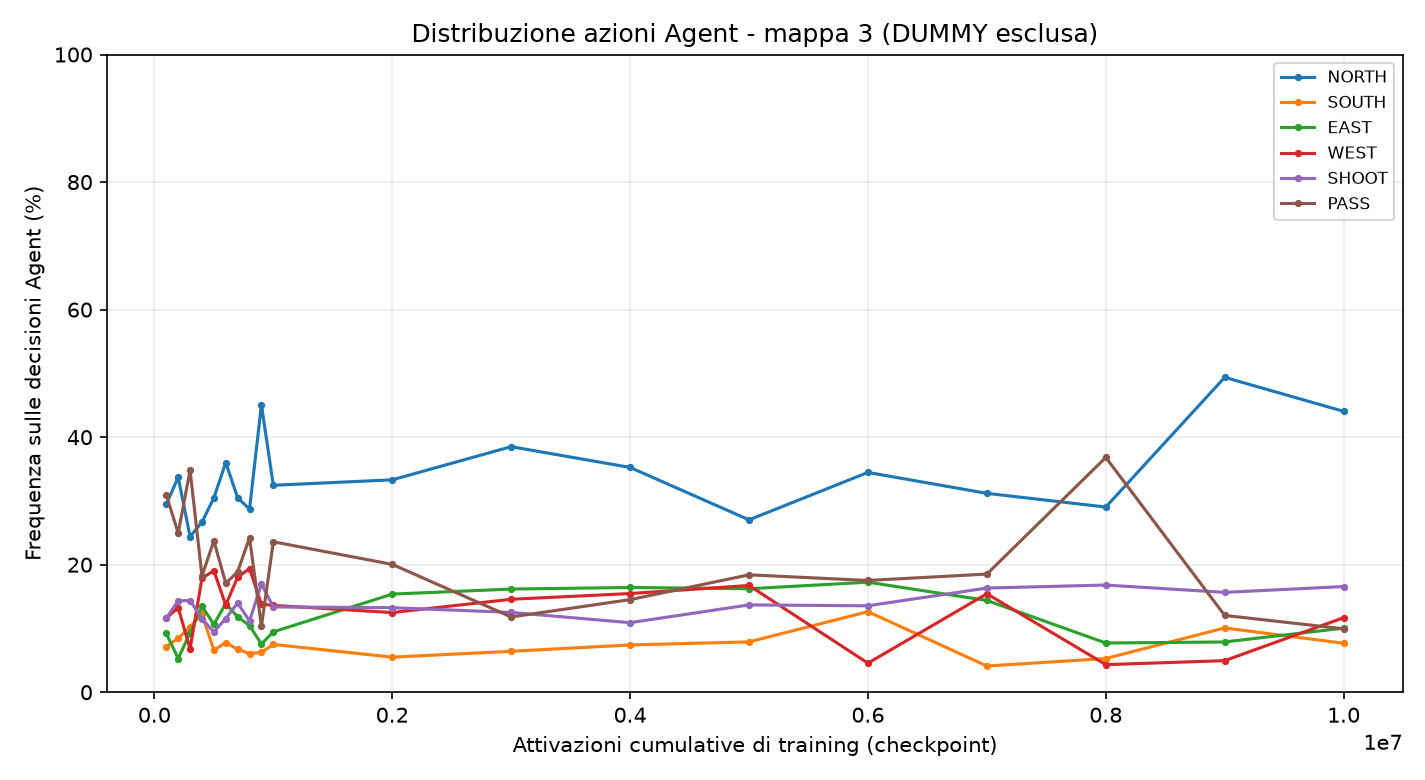 Distribuzione azioni Agent - mappa 3 (DUMMY esclusa)
100
80
60
40
20
0
Frequenza sulle decisioni Agent (%)
NORTH
SOUTH
EAST
WEST
SHOOT
PASS
0.0 0.2 0.4 0.6 0.8 1.0
1e7
Attivazioni cumulative di training (checkpoint)